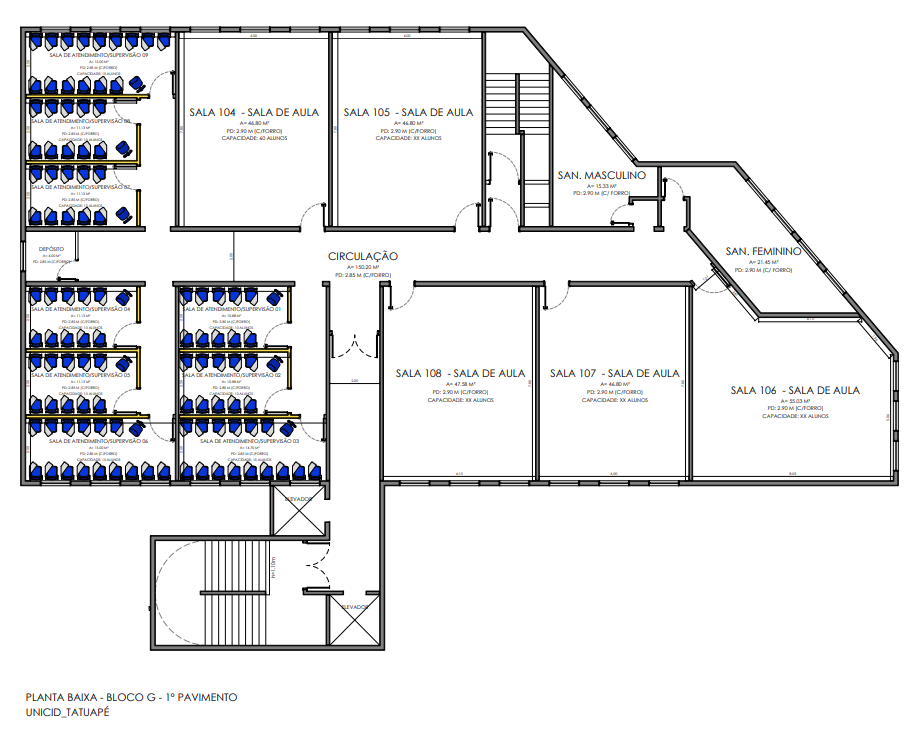 SALA DE ATENDIMENTO/SUPERVISÃO 09
A= 15.00 M²
PD: 2.85 M (C/FORRO)
CAPACIDADE: 15 ALUNOS
SALA DE ATENDIMENTO/SUPERVISÃO 08
A= 11.13 M²
PD: 2.85 M (C/FORRO)
CAPACIDADE: 10 ALUNOS
SALA DE ATENDIMENTO/SUPERVISÃO 07
A= 11.13 M²
PD: 2.85 M (C/FORRO)
CAPACIDADE: 10 ALUNOS
SALA 104 - SALA DE AULA
A= 46.80 M²
PD: 2.90 M (C/FORRO)
CAPACIDADE: 60 ALUNOS
SALA 105 - SALA DE AULA
A= 46.80 M²
PD: 2.90 M (C/FORRO)
CAPACIDADE: XX ALUNOS
SAN. MASCULINO
A= 15.33 M²
PD: 2.90 M (C/ FORRO)
SAN. FEMININO
A= 21.45 M²
PD: 2.90 M (C/ FORRO)
DEPÓSITO
A= 4.00 M²
PD: 2.85 M (C/FORRO)
CIRCULAÇÃO
A= 150.20 M²
PD: 2.85 M (C/FORRO)
SALA DE ATENDIMENTO/SUPERVISÃO 04
A= 11.13 M²
PD: 2.85 M (C/FORRO)
CAPACIDADE: 10 ALUNOS
SALA DE ATENDIMENTO/SUPERVISÃO 01
A= 10.88 M²
PD: 2.85 M (C/FORRO)
CAPACIDADE: 10 ALUNOS
SALA DE ATENDIMENTO/SUPERVISÃO 05
A= 11.13 M²
PD: 2.85 M (C/FORRO)
CAPACIDADE: 10 ALUNOS
SALA DE ATENDIMENTO/SUPERVISÃO 02
A= 10.88 M²
PD: 2.85 M (C/FORRO)
CAPACIDADE: 10 ALUNOS
SALA DE ATENDIMENTO/SUPERVISÃO 06
A= 15.00 M²
PD: 2.85 M (C/FORRO)
SALA DE ATENDIMENTO/SUPERVISÃO 03
A= 14.70 M²
PD: 2.85 M (C/FORRO)
SALA 108 - SALA DE AULA
A= 47.58 M²
PD: 2.90 M (C/FORRO)
CAPACIDADE: XX ALUNOS
SALA 107 - SALA DE AULA
A= 46.80 M²
PD: 2.90 M (C/FORRO)
CAPACIDADE: XX ALUNOS
SALA 106 - SALA DE AULA
A= 55.03 M²
PD: 2.90 M (C/FORRO)
CAPACIDADE: XX ALUNOS
ELEVADOR
h=1.10m
ELEVADOR
PLANTA BAIXA - BLOCO G - 1º PAVIMENTO
UNICID_TATUAPÉ